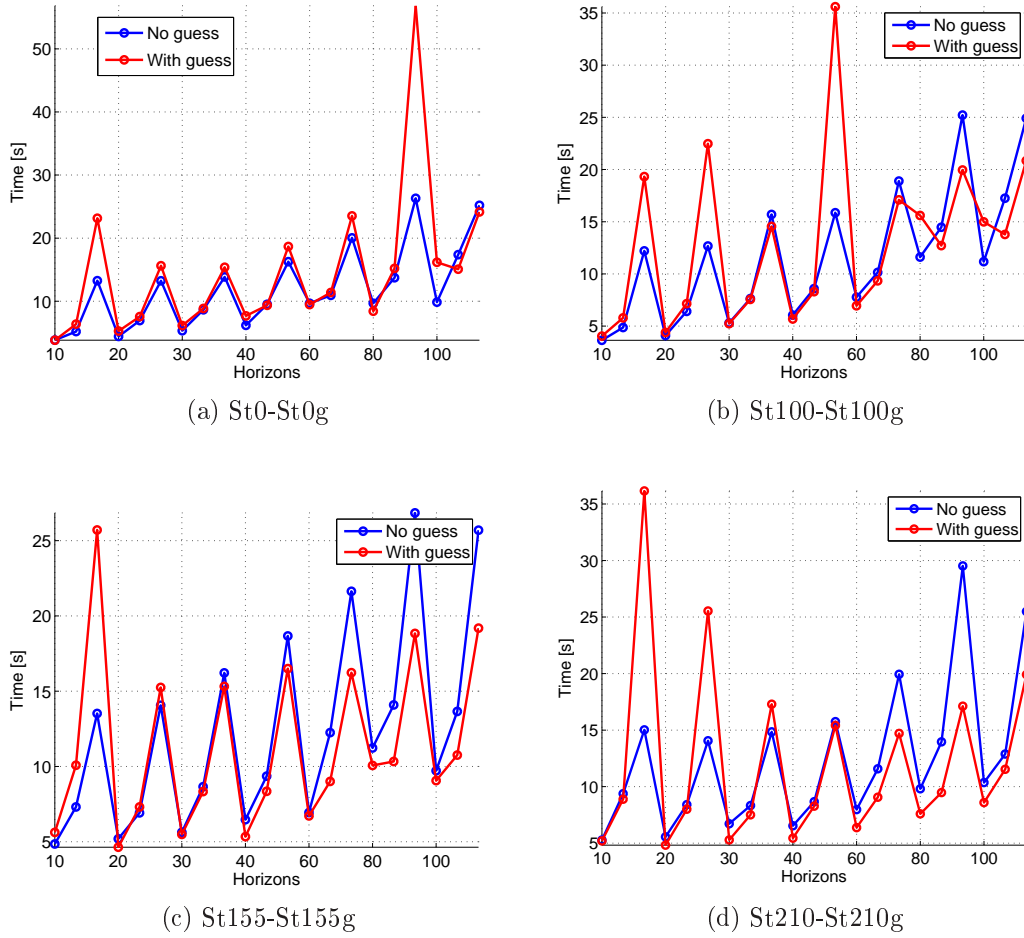 No guess
With guess
Time [s]
50
40
30
20
10
10 20 30 40 60 80 100
Horizons
(a) St0-St0g
No guess
With guess
Time [s]
35
30
25
20
15
10
5
10 20 30 40 60 80 100
Horizons
(b) St100-St100g
No guess
With guess
Time [s]
25
20
15
10
5
10 20 30 40 60 80 100
Horizons
(c) St155-St155g
No guess
With guess
Time [s]
35
30
25
20
15
10
5
10 20 30 40 60 80 100
Horizons
(d) St210-St210g